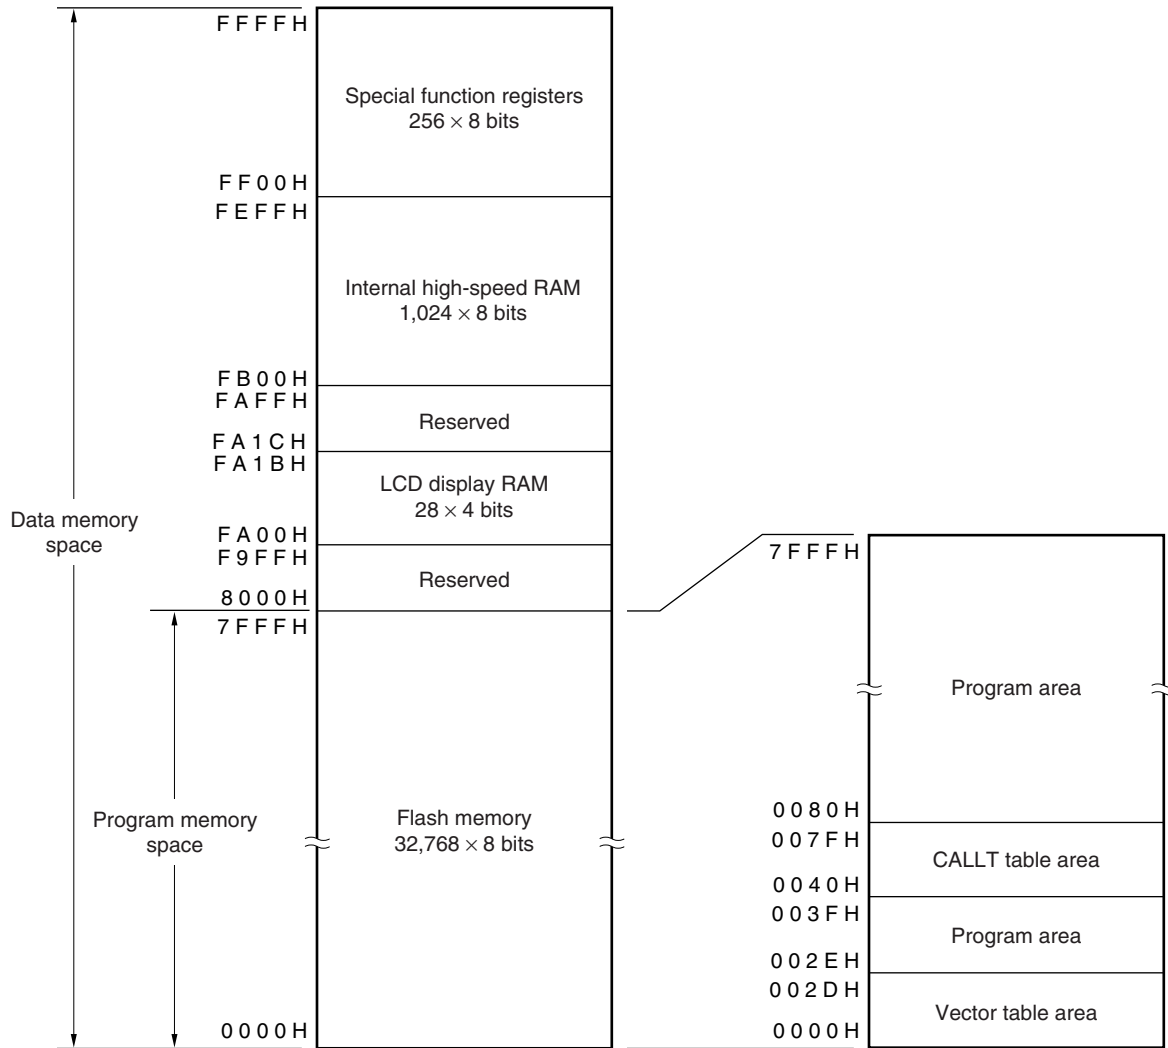 FFFFH
Special function registers
256 × 8 bits
FF00H
FEFFH
Internal high-speed RAM
1,024 × 8 bits
FB00H
FAFFH
Reserved
FA1CH
FA1BH
LCD display RAM
28 × 4 bits
Data memory
space
FA00H
F9FFH
Reserved
8000H
7FFFH
Program memory
space
Flash memory
32,768 × 8 bits
0000H
7FFFH
Program area
0080H
007FH
CALLT table area
0040H
003FH
Program area
002EH
002DH
Vector table area
0000H